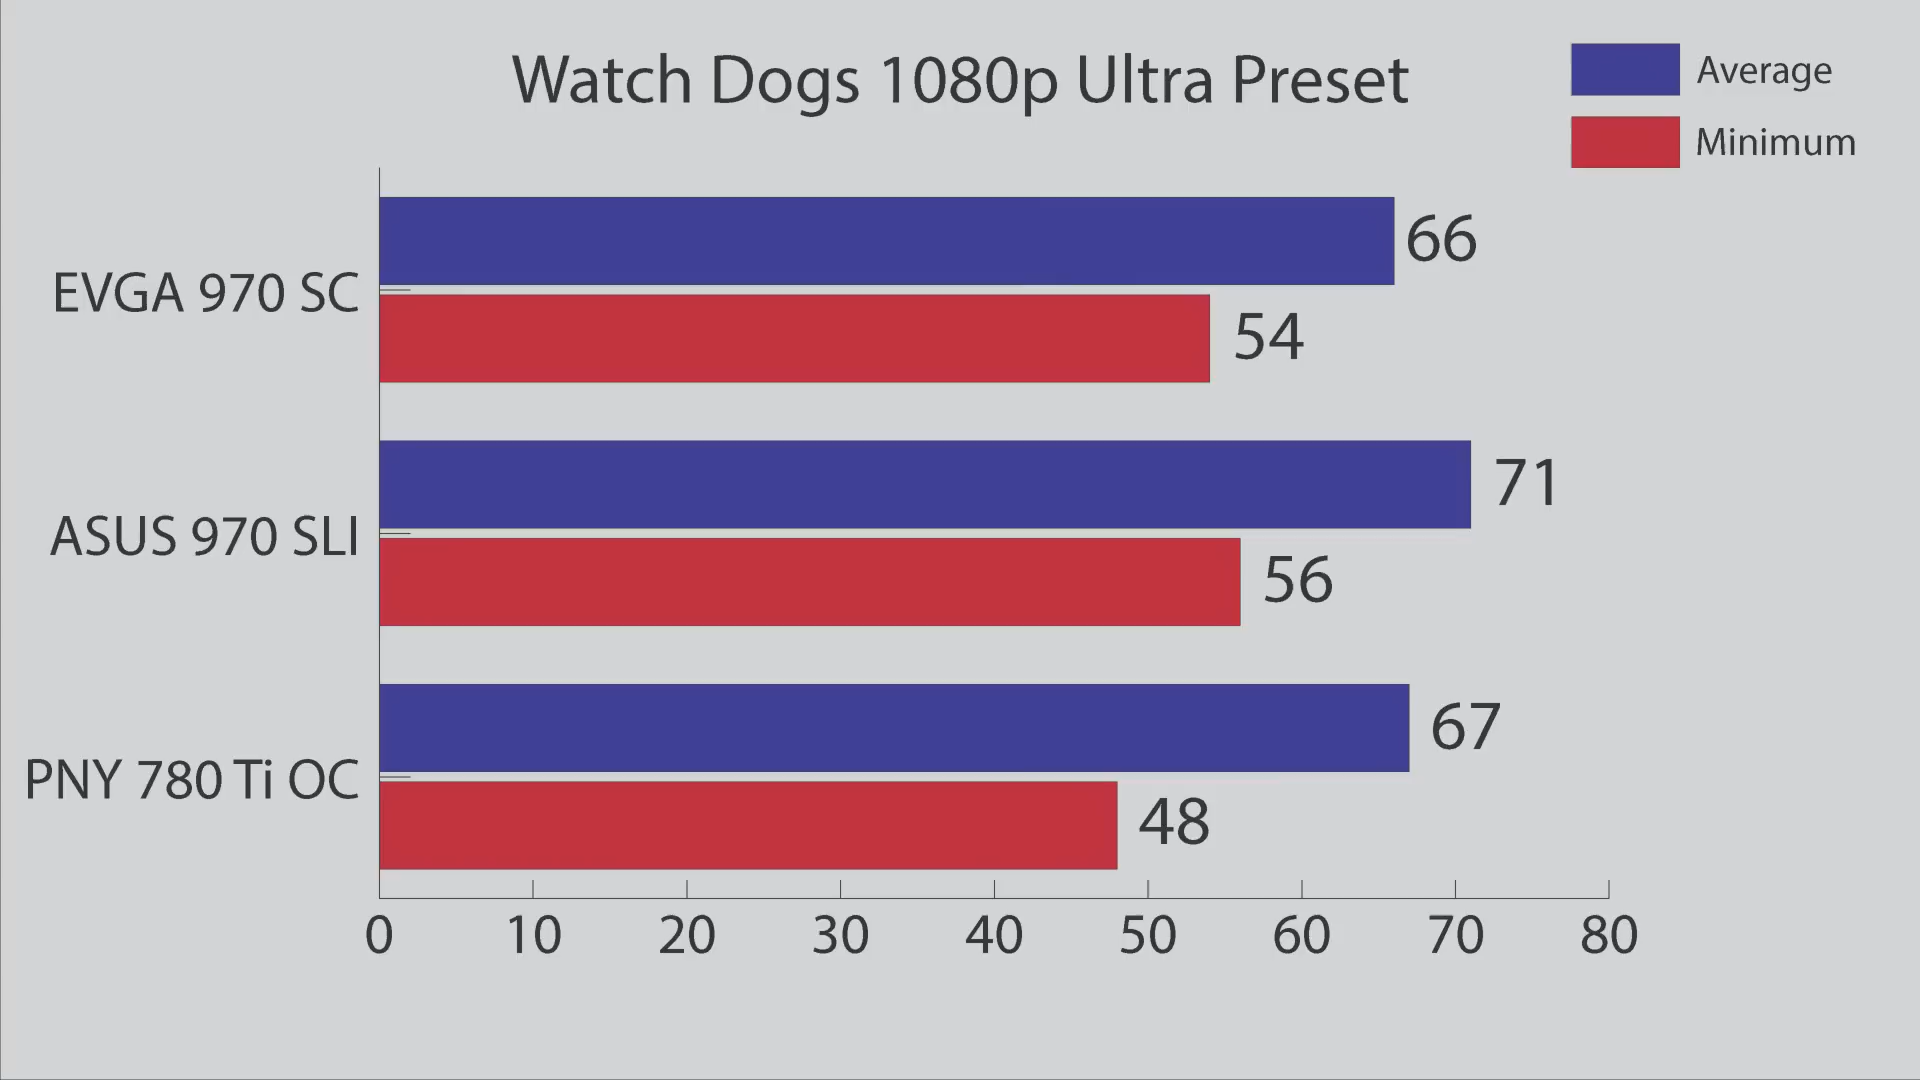 Watch Dogs 1080p Ultra Preset
Average
Minimum
EVGA 970 SC
66
54
ASUS 970 SLI
71
56
PNY 780 Ti OC
67
48
0 10 20 30 40 50 60 70 80